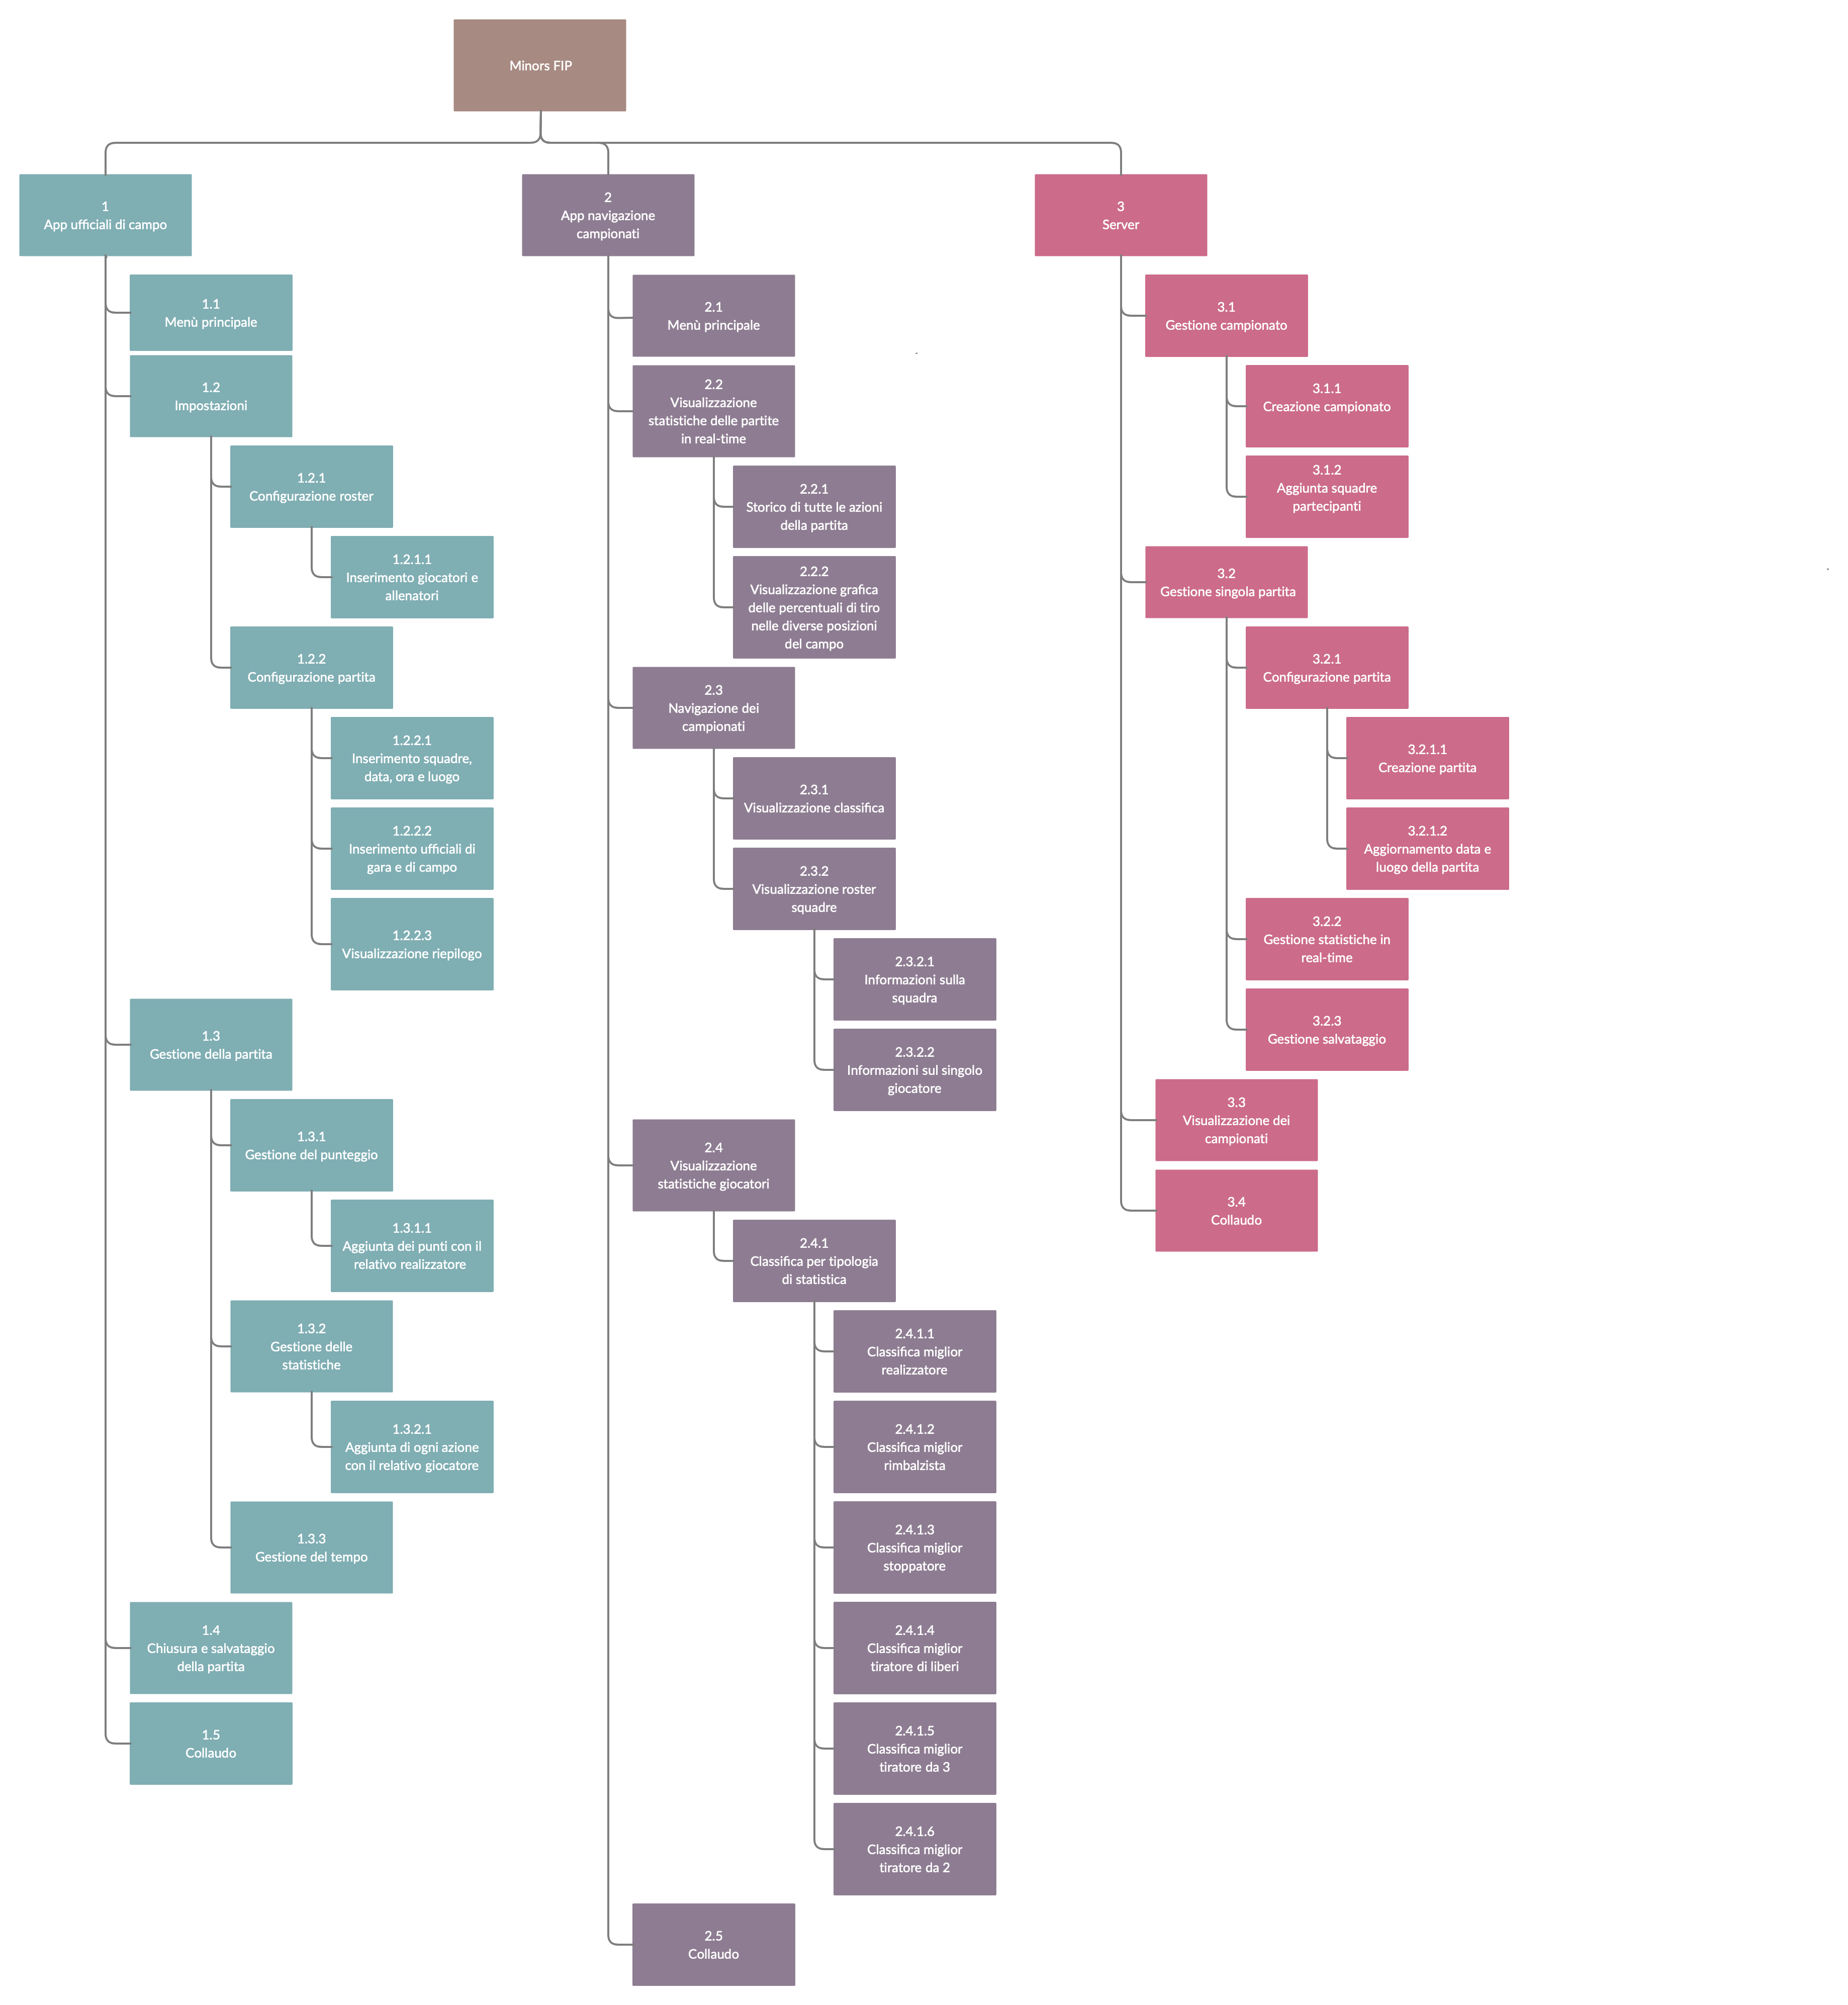 Minors FIP
1
App ufficiali di campo
1.1
Menù principale
1.2
Impostazioni
1.2.1
Configurazione roster
1.2.1.1
Inserimento giocatori e
allenatori
1.2.2
Configurazione partita
1.2.2.1
Inserimento squadre,
data, ora e luogo
1.2.2.2
Inserimento ufficiali di
gara e di campo
1.2.2.3
Visualizzazione riepilogo
1.3
Gestione della partita
1.3.1
Gestione del punteggio
1.3.1.1
Aggiunta dei punti con il
relativo realizzatore
1.3.2
Gestione delle
statistiche
1.3.2.1
Aggiunta di ogni azione
con il relativo giocatore
1.3.3
Gestione del tempo
1.4
Chiusura e salvataggio
della partita
1.5
Collaudo
2
App navigazione
campionati
2.1
Menù principale
2.2
Visualizzazione
statistiche delle partite
in real-time
2.2.1
Storico di tutte le azioni
della partita
2.2.2
Visualizzazione grafica
delle percentuali di tiro
nelle diverse posizioni
del campo
2.3
Navigazione dei
campionati
2.3.1
Visualizzazione classifica
2.3.2
Visualizzazione roster
squadre
2.3.2.1
Informazioni sulla
squadra
2.3.2.2
Informazioni sul singolo
giocatore
2.4
Visualizzazione
statistiche giocatori
2.4.1
Classifica per tipologia
di statistica
2.4.1.1
Classifica miglior
realizzatore
2.4.1.2
Classifica miglior
rimbalzista
2.4.1.3
Classifica miglior
stoppatore
2.4.1.4
Classifica miglior
tiratore di liberi
2.4.1.5
Classifica miglior
tiratore da 3
2.4.1.6
Classifica miglior
tiratore da 2
2.5
Collaudo
3
Server
3.1
Gestione campionato
3.1.1
Creazione campionato
3.1.2
Aggiunta squadre
partecipanti
3.2
Gestione singola partita
3.2.1
Configurazione partita
3.2.1.1
Creazione partita
3.2.1.2
Aggiornamento data e
luogo della partita
3.2.2
Gestione statistiche in
real-time
3.2.3
Gestione salvataggio
3.3
Visualizzazione dei
campionati
3.4
Collaudo